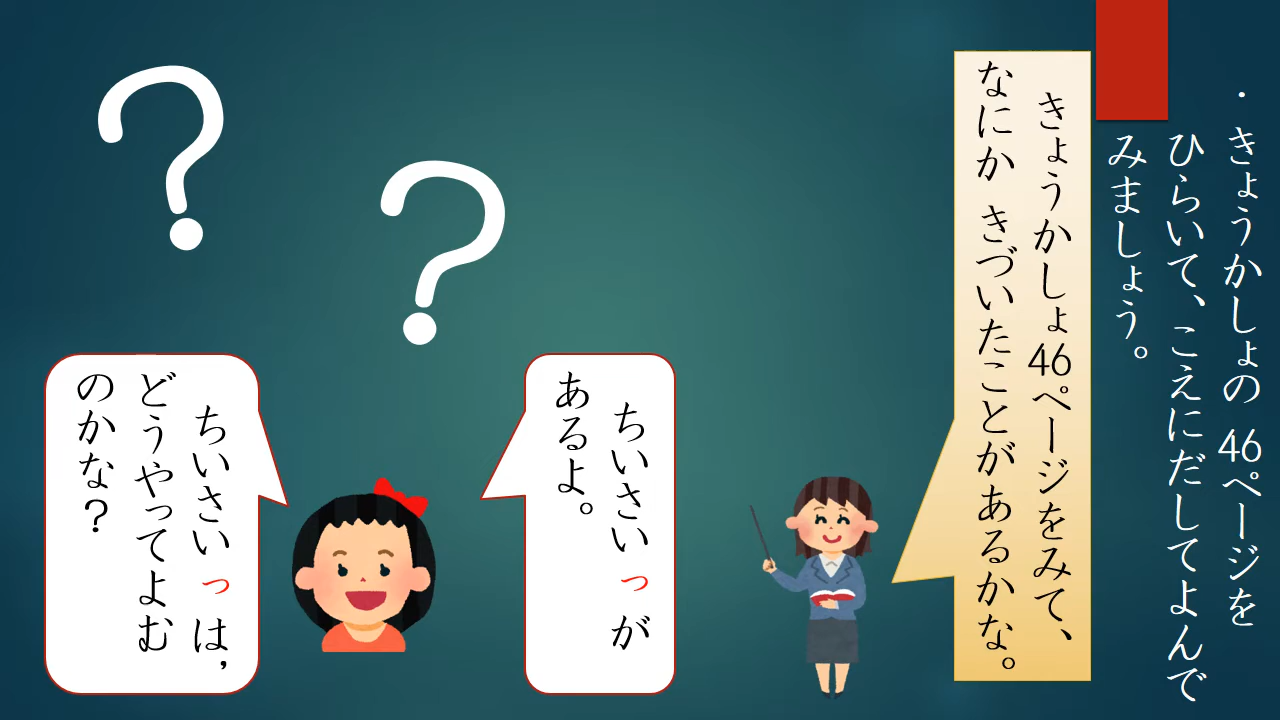 ・きょうかしょの 46ページを
ひらいて、こえにだしてよんで
みましょう。
きょうかしょ46ページをみて、
なにか きづいたことがあるかな。
ちいさい っ が
あるよ。
ちいさい っ は,
どうやってよむ
のかな？
？
？